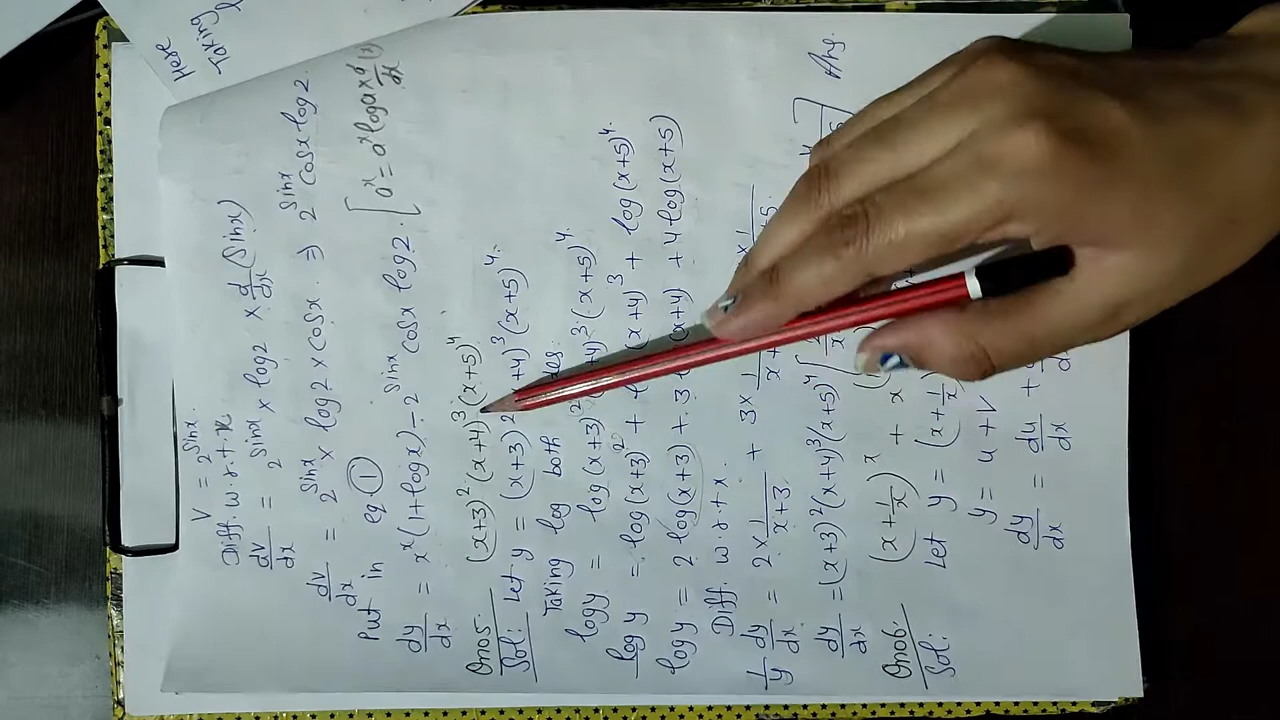 Here
Taking
V = 2^sinx.
Diff. w.r.t. x
dv/dx = 2^sinx × log2 × d/dx (sinx)
dv/dx = 2^sinx × log2 × cosx. ⇒ 2^sinx cosx log2.
Put in eq. ①
dy/dx = x^x (1+logx) - 2^sinx cosx log2. [a^x = a^x loga × d/dx (x)
Qno5. (x+3)^2 (x+4)^3 (x+5)^4
Sol: Let y = (x+3)^2 (x+4)^3 (x+5)^4.
Taking log both
logy = log(x+3)^2 +4)^3 (x+5)^4.
log y = log(x+3)^2 + (x+4)^3 + log(x+5)^4.
log y = 2 log(x+3) + 3 (x+4) + 4 log(x+5)
Diff. w.r.t x.
1/y dy/dx = 2 × 1/x+3 + 3 × 1/x+ × 1/
dy/dx = (x+3)^2 (x+4)^3 (x+5)^4 [ ] Ans.
Qno6. (x+1/x)^x + x
Sol: Let y = (x+1/x)
y = u + v
dy/dx = du/dx +